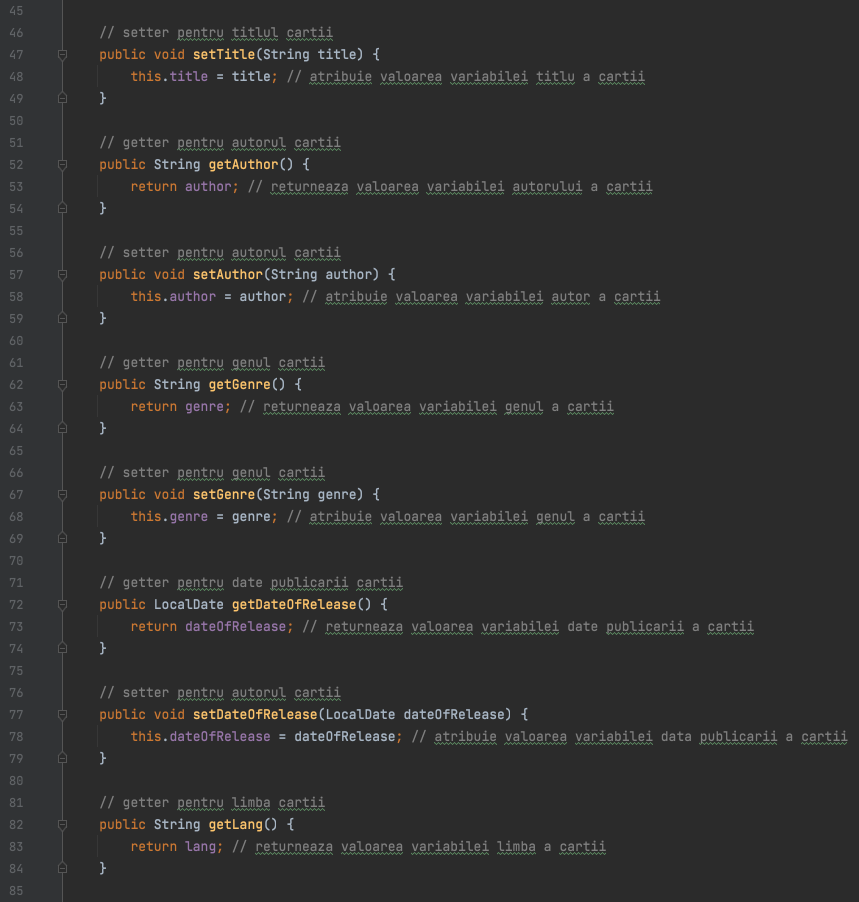 45
46 // setter pentru titlul cartii
47 public void setTitle(String title) {
48 this.title = title; // atribuie valoarea variabilei titlu a cartii
49 }
50
51 // getter pentru autorul cartii
52 public String getAuthor() {
53 return author; // returneaza valoarea variabilei autorului a cartii
54 }
55
56 // setter pentru autorul cartii
57 public void setAuthor(String author) {
58 this.author = author; // atribuie valoarea variabilei autor a cartii
59 }
60
61 // getter pentru genul cartii
62 public String getGenre() {
63 return genre; // returneaza valoarea variabilei genul a cartii
64 }
65
66 // setter pentru genul cartii
67 public void setGenre(String genre) {
68 this.genre = genre; // atribuie valoarea variabilei genul a cartii
69 }
70
71 // getter pentru date publicarii cartii
72 public LocalDate getDateOfRelease() {
73 return dateOfRelease; // returneaza valoarea variabilei date publicarii a cartii
74 }
75
76 // setter pentru autorul cartii
77 public void setDateOfRelease(LocalDate dateOfRelease) {
78 this.dateOfRelease = dateOfRelease; // atribuie valoarea variabilei data publicarii a cartii
79 }
80
81 // getter pentru limba cartii
82 public String getLang() {
83 return lang; // returneaza valoarea variabilei limba a cartii
84 }
85